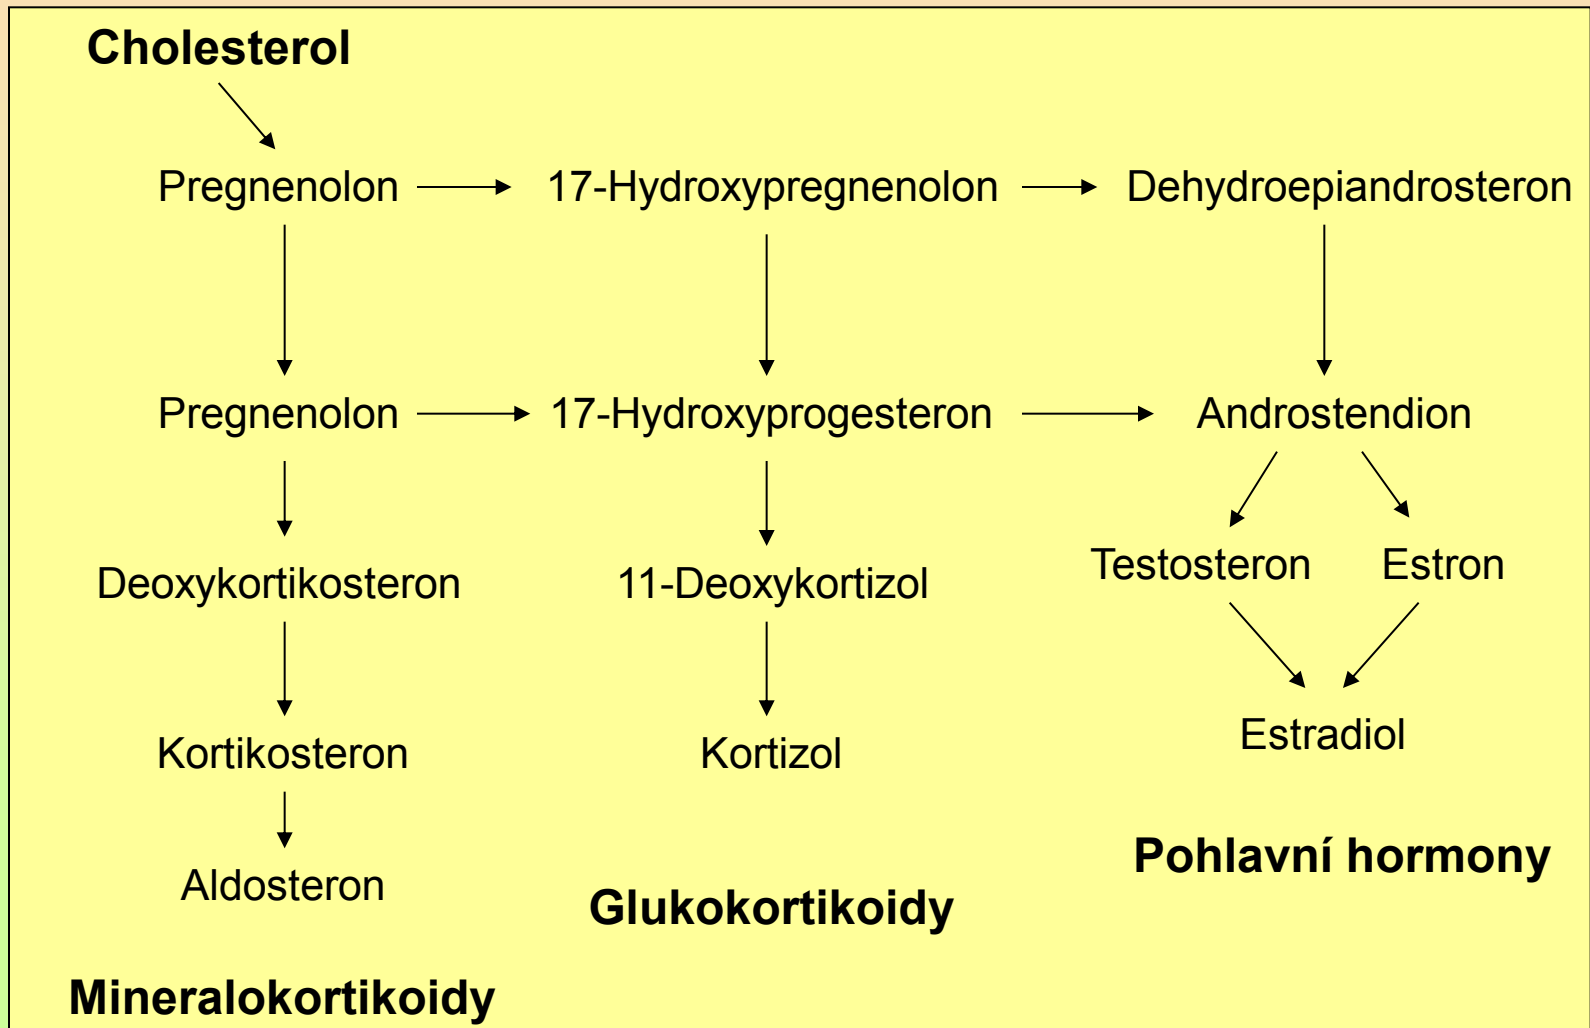 Cholesterol
Pregnenolon
17-Hydroxypregnenolon
Dehydroepiandrosteron
Pregnenolon
17-Hydroxyprogesteron
Androstendion
Deoxykortikosteron
11-Deoxykortizol
Testosteron
Estron
Kortikosteron
Kortizol
Estradiol
Aldosteron
Glukokortikoidy
Pohlavní hormony
Mineralokortikoidy